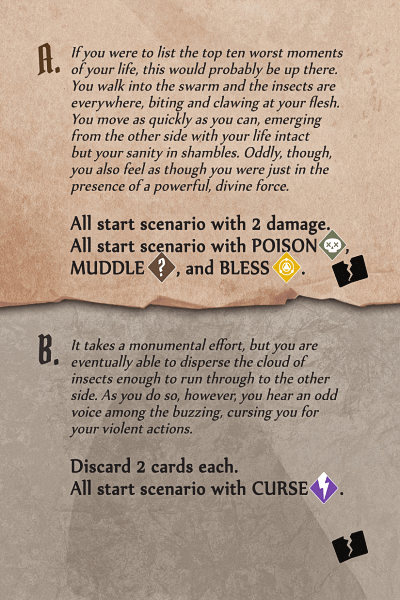 A.
If you were to list the top ten worst moments
of your life, this would probably be up there.
You walk into the swarm and the insects are
everywhere, biting and clawing at your flesh.
You move as quickly as you can, emerging
from the other side with your life intact
but your sanity in shambles. Oddly, though,
you also feel as though you were just in the
presence of a powerful, divine force.
All start scenario with 2 damage.
All start scenario with POISON ,
MUDDLE ? , and BLESS .
B.
It takes a monumental effort, but you are
eventually able to disperse the cloud of
insects enough to run through to the other
side. As you do so, however, you hear an odd
voice among the buzzing, cursing you for
your violent actions.
Discard 2 cards each.
All start scenario with CURSE .